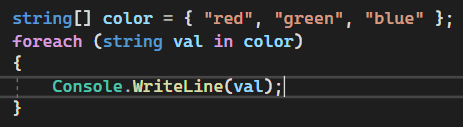 string[] color = { "red", "green", "blue" };
foreach (string val in color)
{
    Console.WriteLine(val);
}